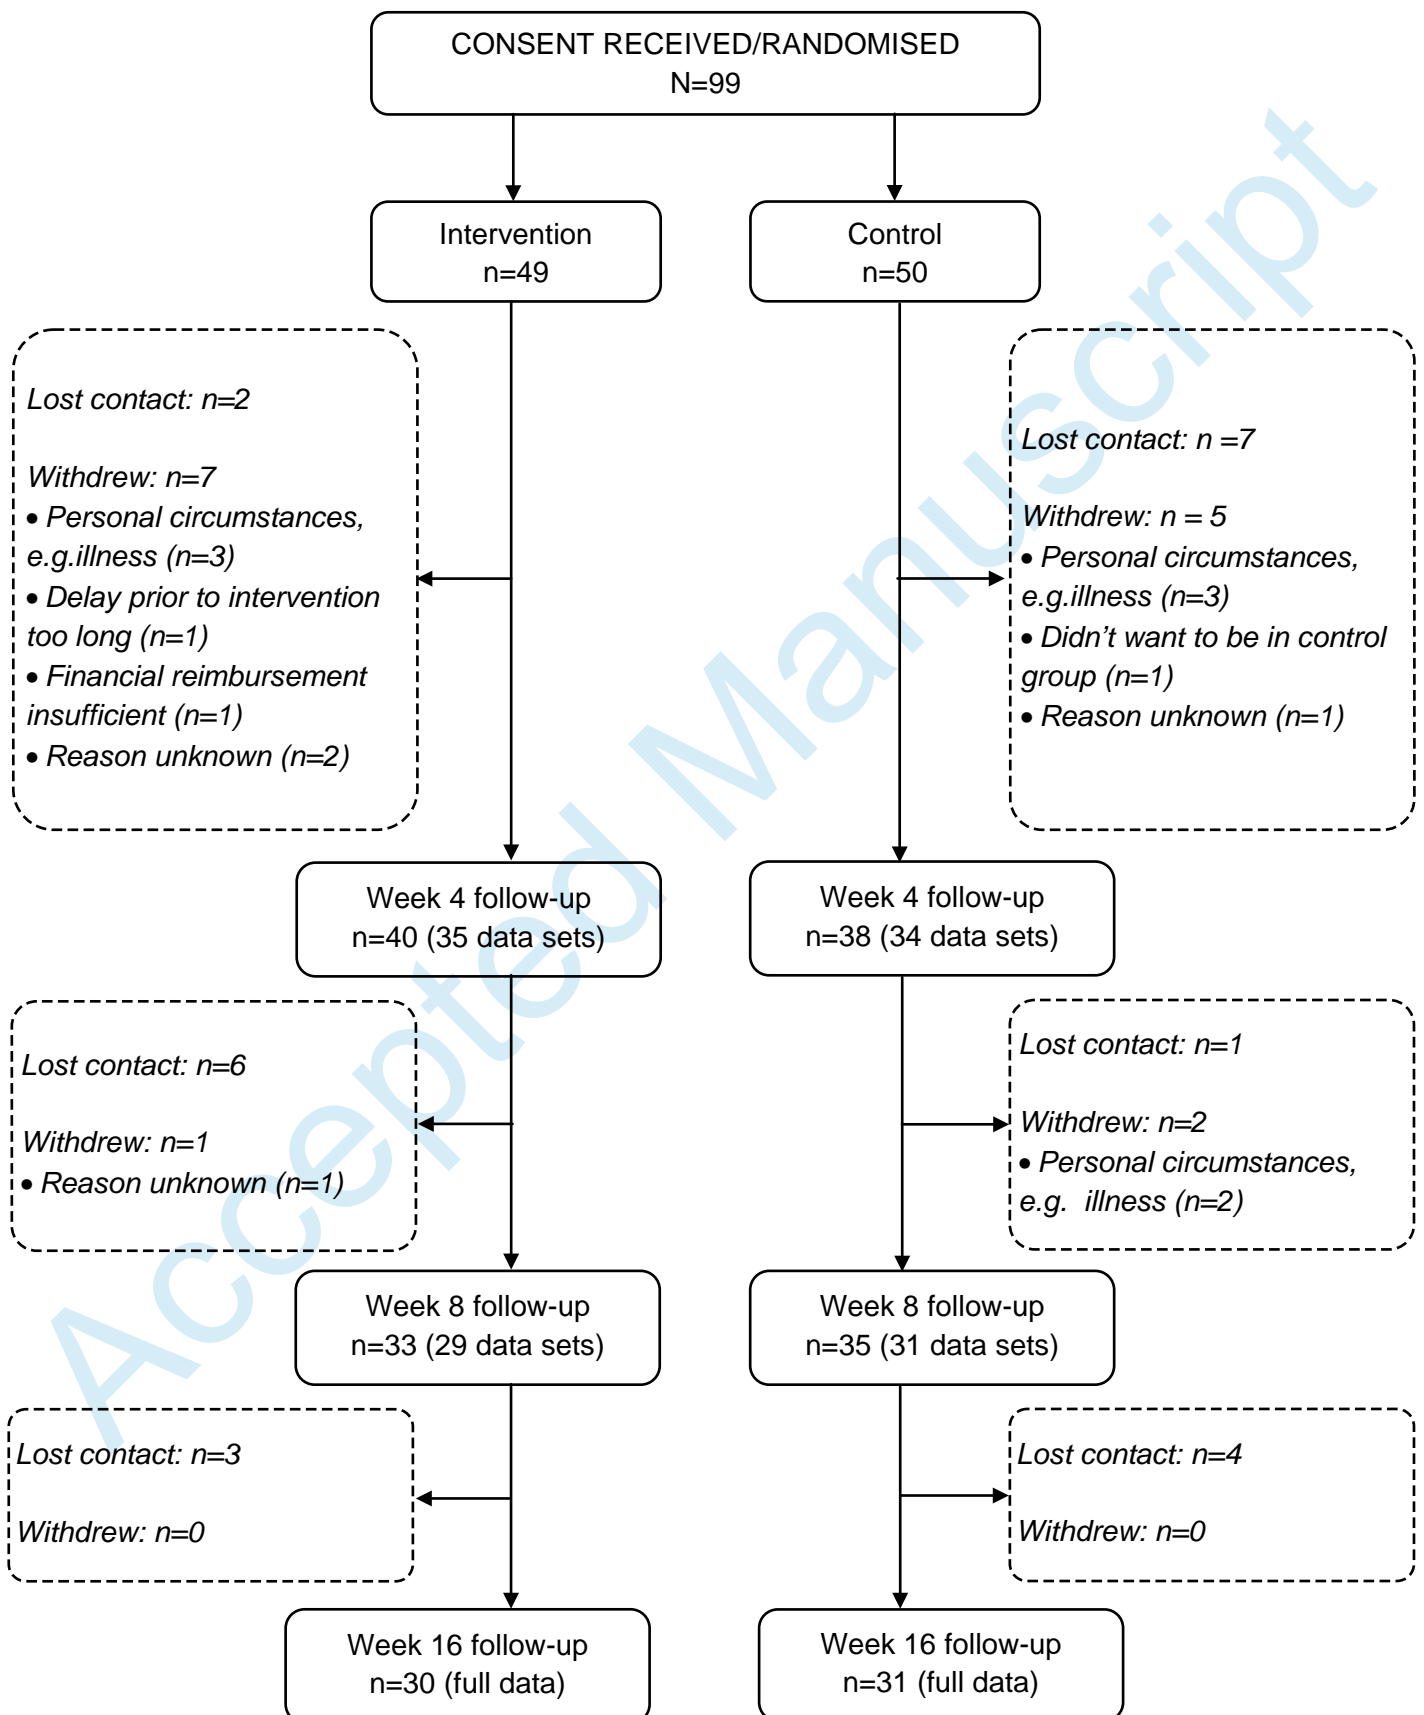 CONSENT RECEIVED/RANDOMISED
N=99
Intervention
n=49
Control
n=50
Lost contact: n=2
Withdrew: n=7
• Personal circumstances,
e.g.illness (n=3)
• Delay prior to intervention
too long (n=1)
• Financial reimbursement
insufficient (n=1)
• Reason unknown (n=2)
Lost contact: n =7
Withdrew: n = 5
• Personal circumstances,
e.g.illness (n=3)
• Didn’t want to be in control
group (n=1)
• Reason unknown (n=1)
Week 4 follow-up
n=40 (35 data sets)
Week 4 follow-up
n=38 (34 data sets)
Lost contact: n=6
Withdrew: n=1
• Reason unknown (n=1)
Lost contact: n=1
Withdrew: n=2
• Personal circumstances,
e.g.  illness (n=2)
Week 8 follow-up
n=33 (29 data sets)
Week 8 follow-up
n=35 (31 data sets)
Lost contact: n=3
Withdrew: n=0
Lost contact: n=4
Withdrew: n=0
Week 16 follow-up
n=30 (full data)
Week 16 follow-up
n=31 (full data)
Accepted Manuscript